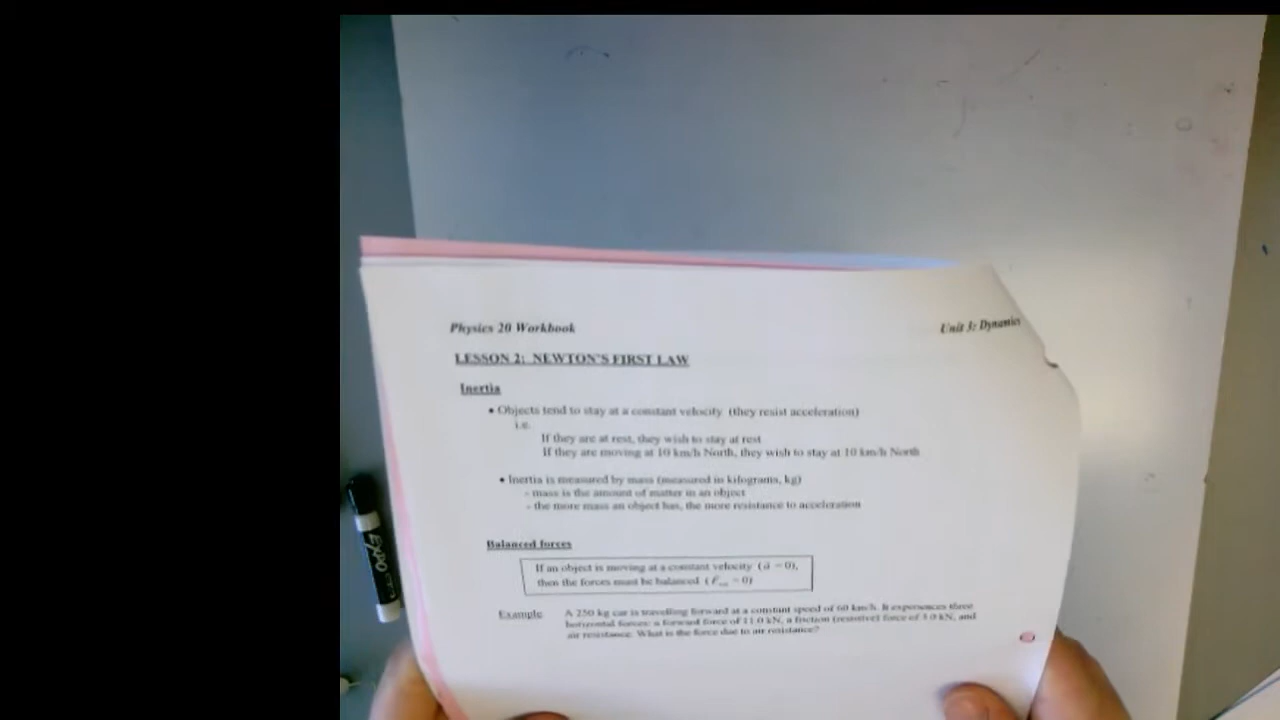 Physics 20 Workbook
Unit 3: Dynamics
LESSON 2: NEWTON'S FIRST LAW
Inertia
• Objects tend to stay at a constant velocity (they resist acceleration)
i.e.
If they are at rest, they wish to stay at rest
If they are moving at 10 km/h North, they wish to stay at 10 km/h North
• Inertia is measured by mass (measured in kilograms, kg)
- mass is the amount of matter in an object
- the more mass an object has, the more resistance to acceleration
Balanced forces
If an object is moving at a constant velocity (a⃗ = 0),
then the forces must be balanced (F⃗ = 0)
Example A 250 kg car is travelling forward at a constant speed of 60 km/h. It experiences three
horizontal forces: a forward force of 11.0 kN, a friction (resistive) force of kN, and
air resistance. What is the force due to air resistance?
EXPO